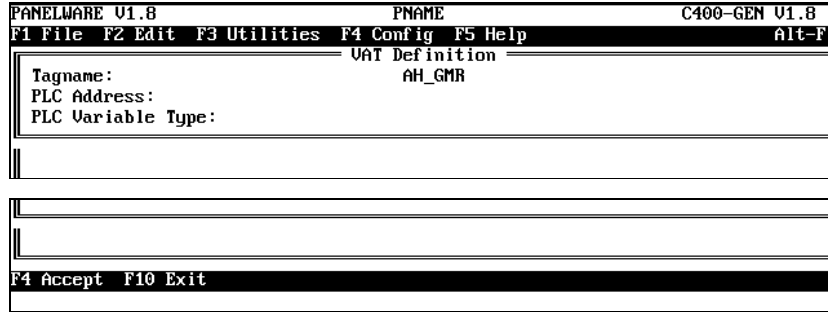 PANELWARE V1.8 PNAME C400-GEN V1.8
F1 File F2 Edit F3 Utilities F4 Config F5 Help Alt-F
VAT Definition
Tagname: AH_GMR
PLC Address:
PLC Variable Type:
F4 Accept F10 Exit